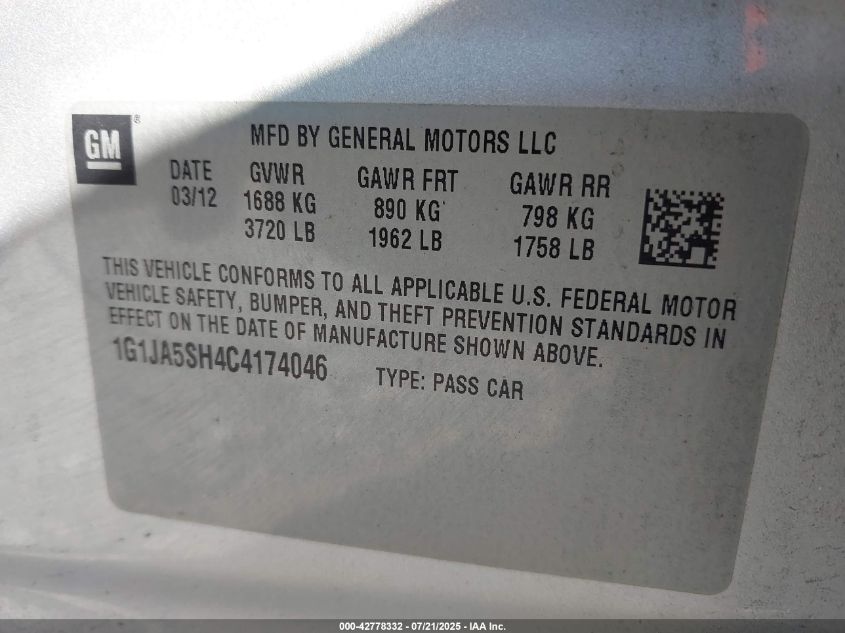 GM ®
MFD BY GENERAL MOTORS LLC
DATE GVWR GAWR FRT GAWR RR
03/12 1688 KG 890 KG 798 KG
3720 LB 1962 LB 1758 LB
THIS VEHICLE CONFORMS TO ALL APPLICABLE U.S. FEDERAL MOTOR
VEHICLE SAFETY, BUMPER, AND THEFT PREVENTION STANDARDS IN
EFFECT ON THE DATE OF MANUFACTURE SHOWN ABOVE.
1G1JA5SH4C4174046 TYPE: PASS CAR
000-42778332 - 07/21/2025 - IAA Inc.